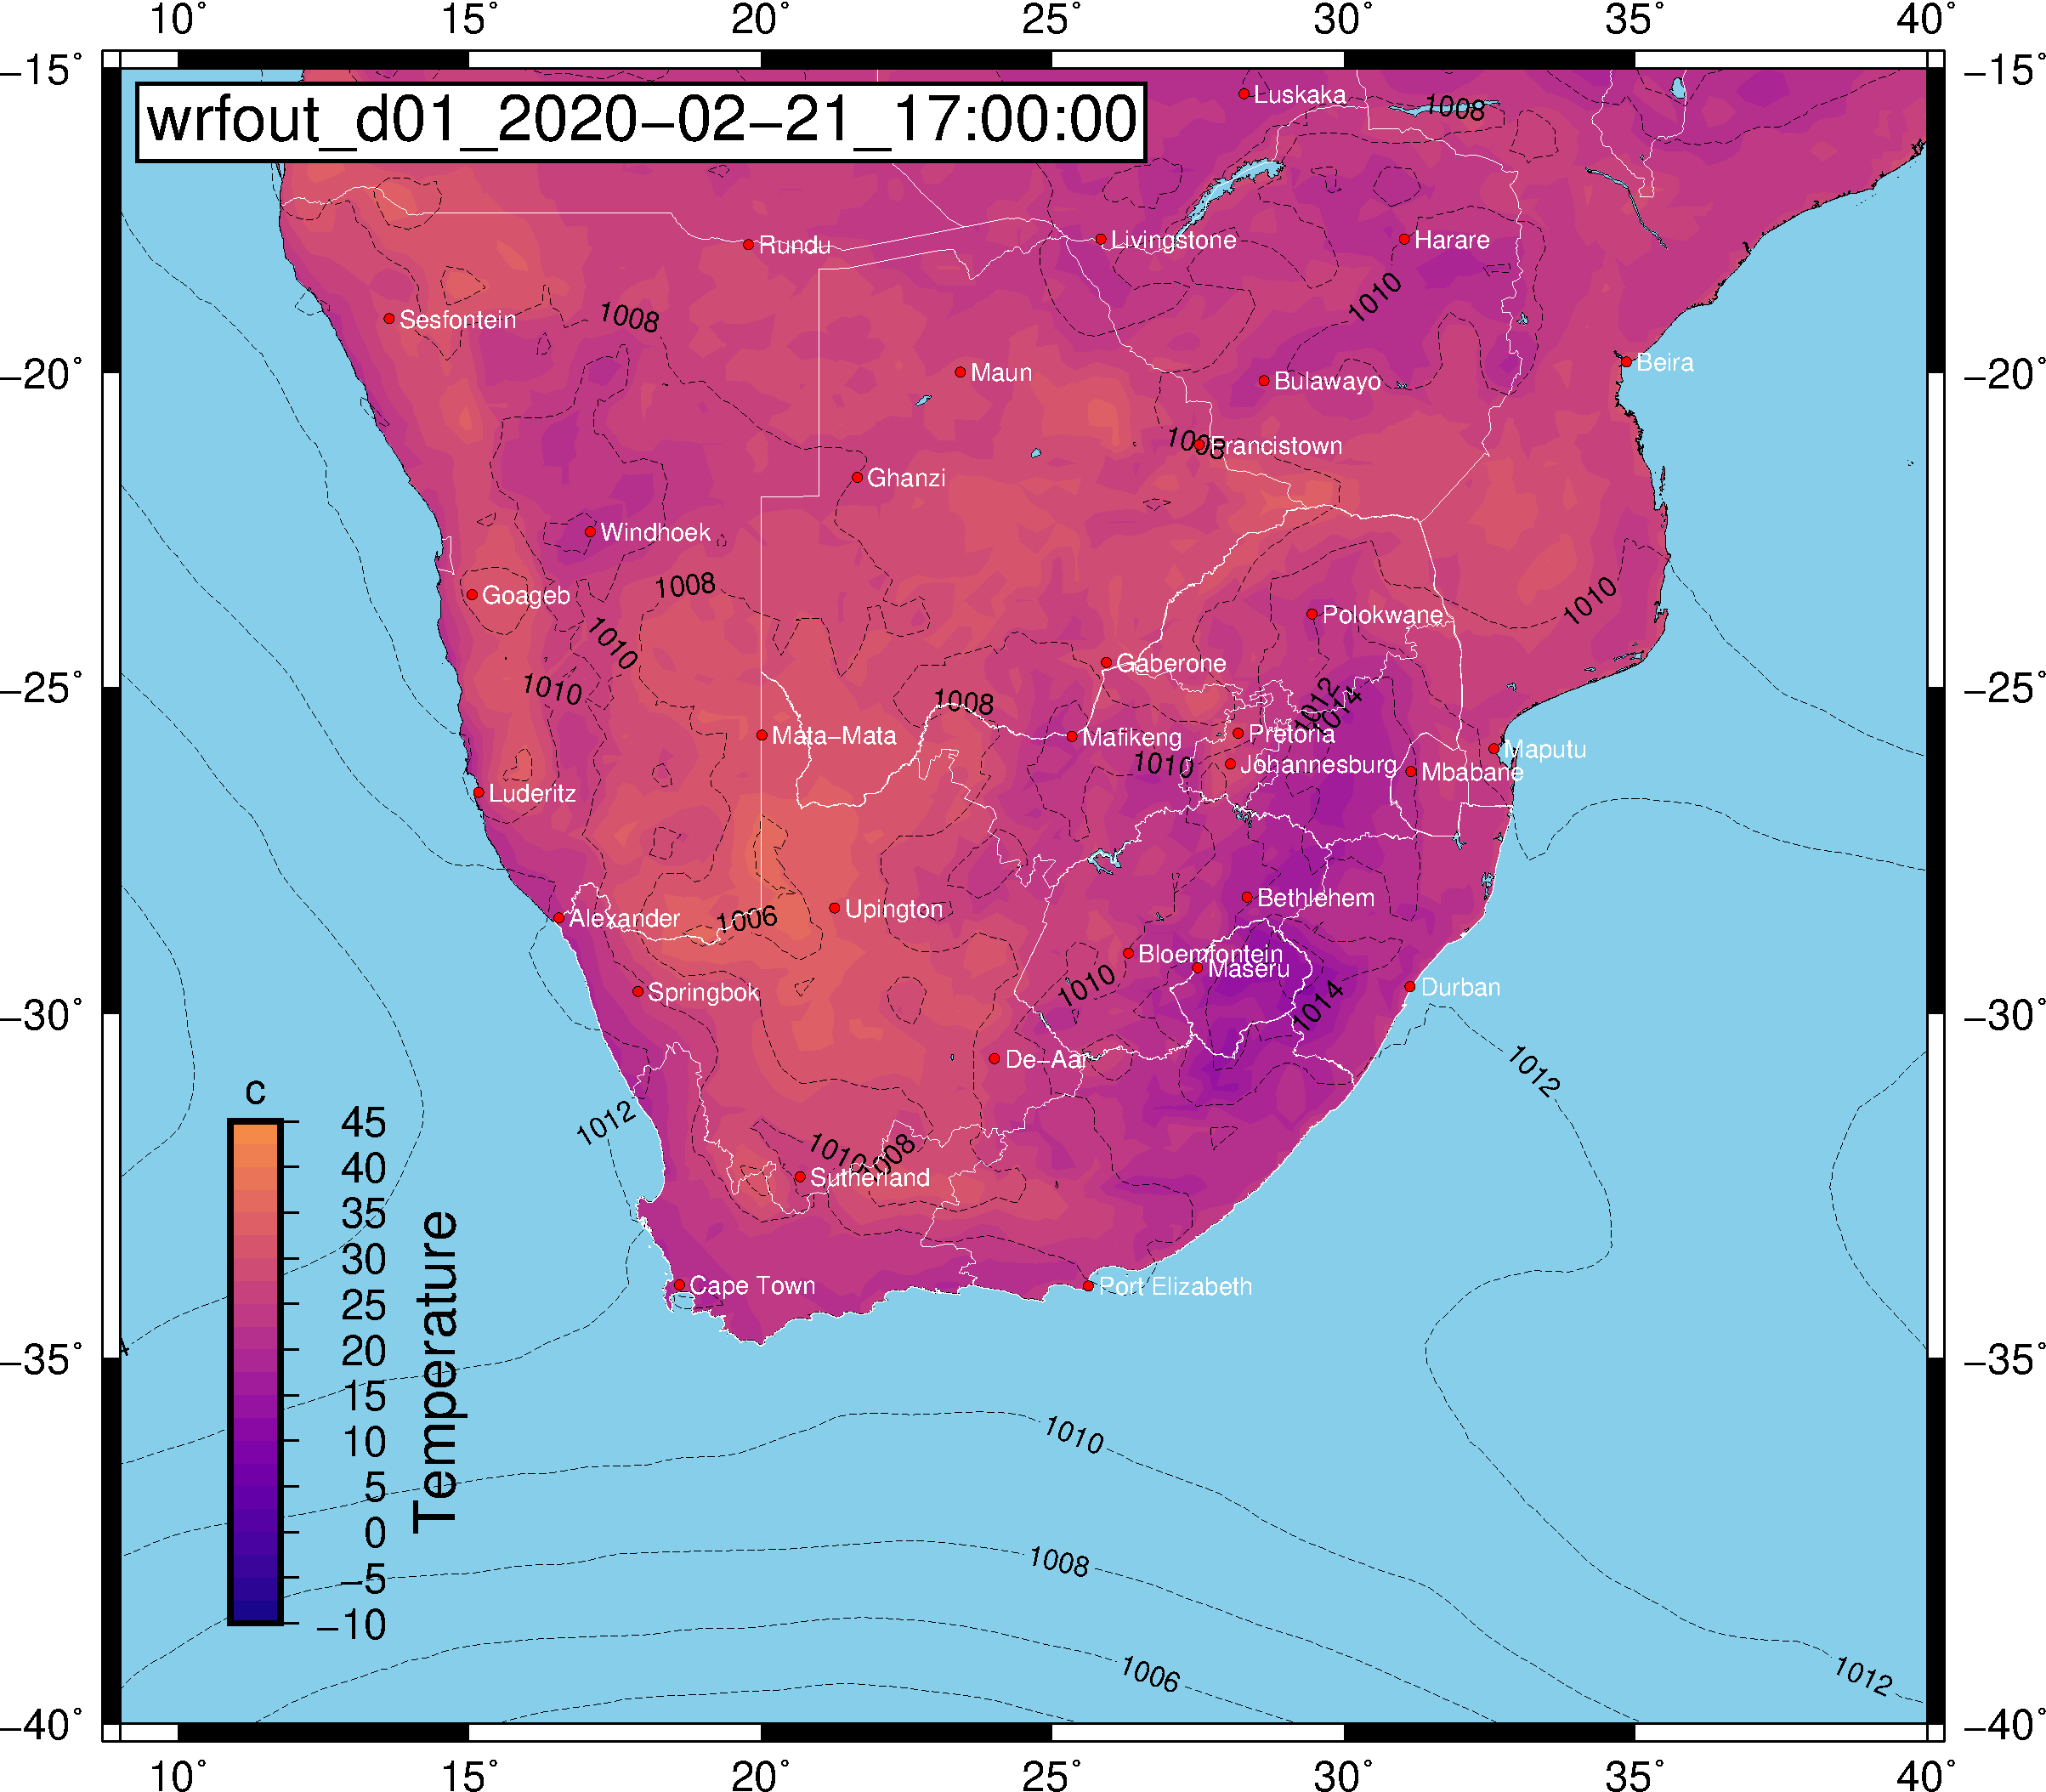 10° 15° 20° 25° 30° 35° 40°
−15° −15°
wrfout_d01_2020−02−21_17:00:00
Luskaka
1008
Rundu
Livingstone
Harare
1010
Sesfontein
1008
−20° −20°
Maun
Bulawayo
Beira
1008
Francistown
Ghanzi
Windhoek
1008
Goageb
1010
Polokwane
1010
Gaberone
−25° −25°
1010
1008
1012
1014
Mata−Mata
Mafikeng
Pretoria
Maputu
1010
Johannesburg
Mbabane
Luderitz
Bethlehem
Upington
Alexander
1006
Bloemfontein
Maseru
1010
Durban
Springbok
1014
−30° −30°
De−Aar
1012
1012
1010
1008
Sutherland
Cape Town
Port Elizabeth
4
−35° −35°
c
45
40
35
30
25
20
15
10
5
0
−5
−10
Temperature
1010
1008
1006
1012
−40° −40°
10° 15° 20° 25° 30° 35° 40°